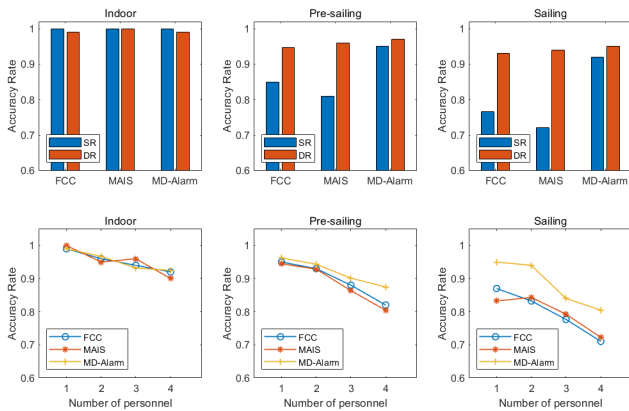 Indoor
Pre-sailing
Sailing
Accuracy Rate
1
0.9
0.8
0.7
0.6
SR
DR
FCC MAIS MD-Alarm
Accuracy Rate
1
0.9
0.8
0.7
0.6
SR
DR
FCC MAIS MD-Alarm
Accuracy Rate
1
0.9
0.8
0.7
0.6
SR
DR
FCC MAIS MD-Alarm
Indoor
Pre-sailing
Sailing
Accuracy Rate
1
0.9
0.8
0.7
0.6
FCC
MAIS
MD-Alarm
1 2 3 4
Number of personnel
Accuracy Rate
1
0.9
0.8
0.7
0.6
FCC
MAIS
MD-Alarm
1 2 3 4
Number of personnel
Accuracy Rate
1
0.9
0.8
0.7
0.6
FCC
MAIS
MD-Alarm
1 2 3 4
Number of personnel